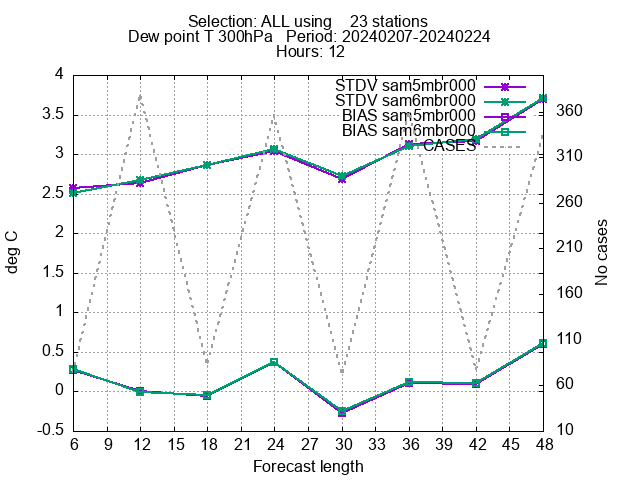 Selection: ALL using    23 stations
Dew point T 300hPa   Period: 20240207-20240224
Hours: 12
STDV sam5mbr000
STDV sam6mbr000
BIAS sam5mbr000
BIAS sam6mbr000
CASES
4
3.5
3
2.5
2
1.5
1
0.5
0
-0.5
deg C
360
310
260
210
160
110
60
10
No cases
6 9 12 15 18 21 24 27 30 33 36 39 42 45 48
Forecast length